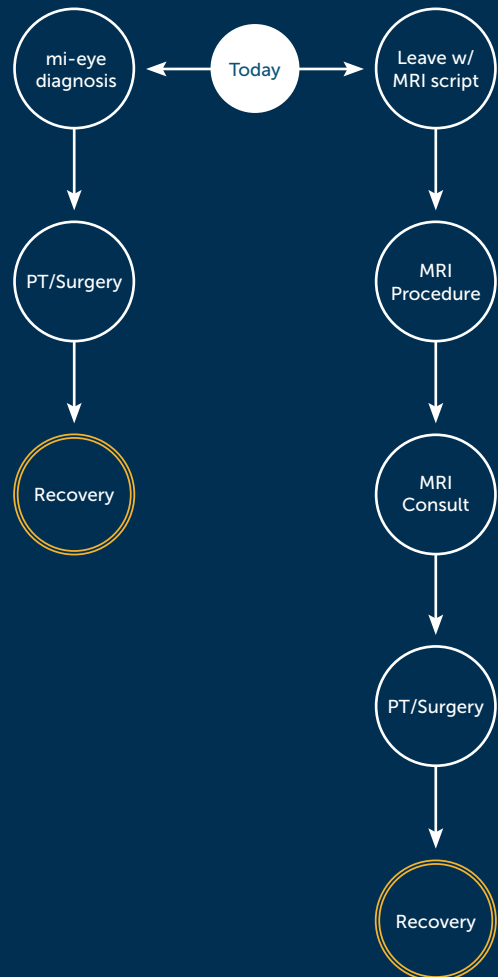 mi-eye
diagnosis
Today
Leave w/
MRI script
PT/Surgery
MRI
Procedure
Recovery
MRI
Consult
PT/Surgery
Recovery